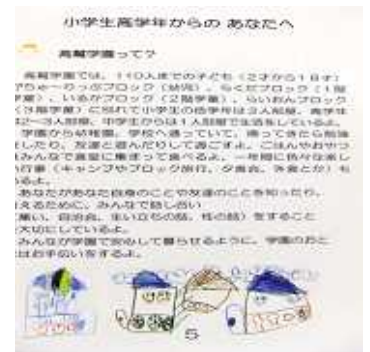 小学生高学年からの あなたへ
高鷲学園って？
高鷲学園では、110人までの子ども（2才から18才）
ちゅーりっぷブロック（幼児）、らくだブロック（1階
学童）、いるかブロック（2階学童）、らいおんブロック
（3階学童）に別れて小学生の低学年は3人部屋、高学年
は2～3人部屋、中学生からは1人部屋で生活をしているよ。
学園から幼稚園、学校へ通っていて、帰ってきたら勉強
したり、友達と遊んだりして過ごすよ。ごはんやおやつ
みんなで食堂に集まって食べるよ。一年間に色々な楽し
い行事（キャンプやブロック旅行、夕涼会、外食とか）も
あるよ。
あなたがあなた自身のことや友達のことを知ったり、
考えるために、みんなで話し合い
集い、自治会、生い立ちの話、性の話）をすること
大切にしているよ。
みんなが学園で安心して暮らせるように、学園のおと
はお手伝いをするよ。
5